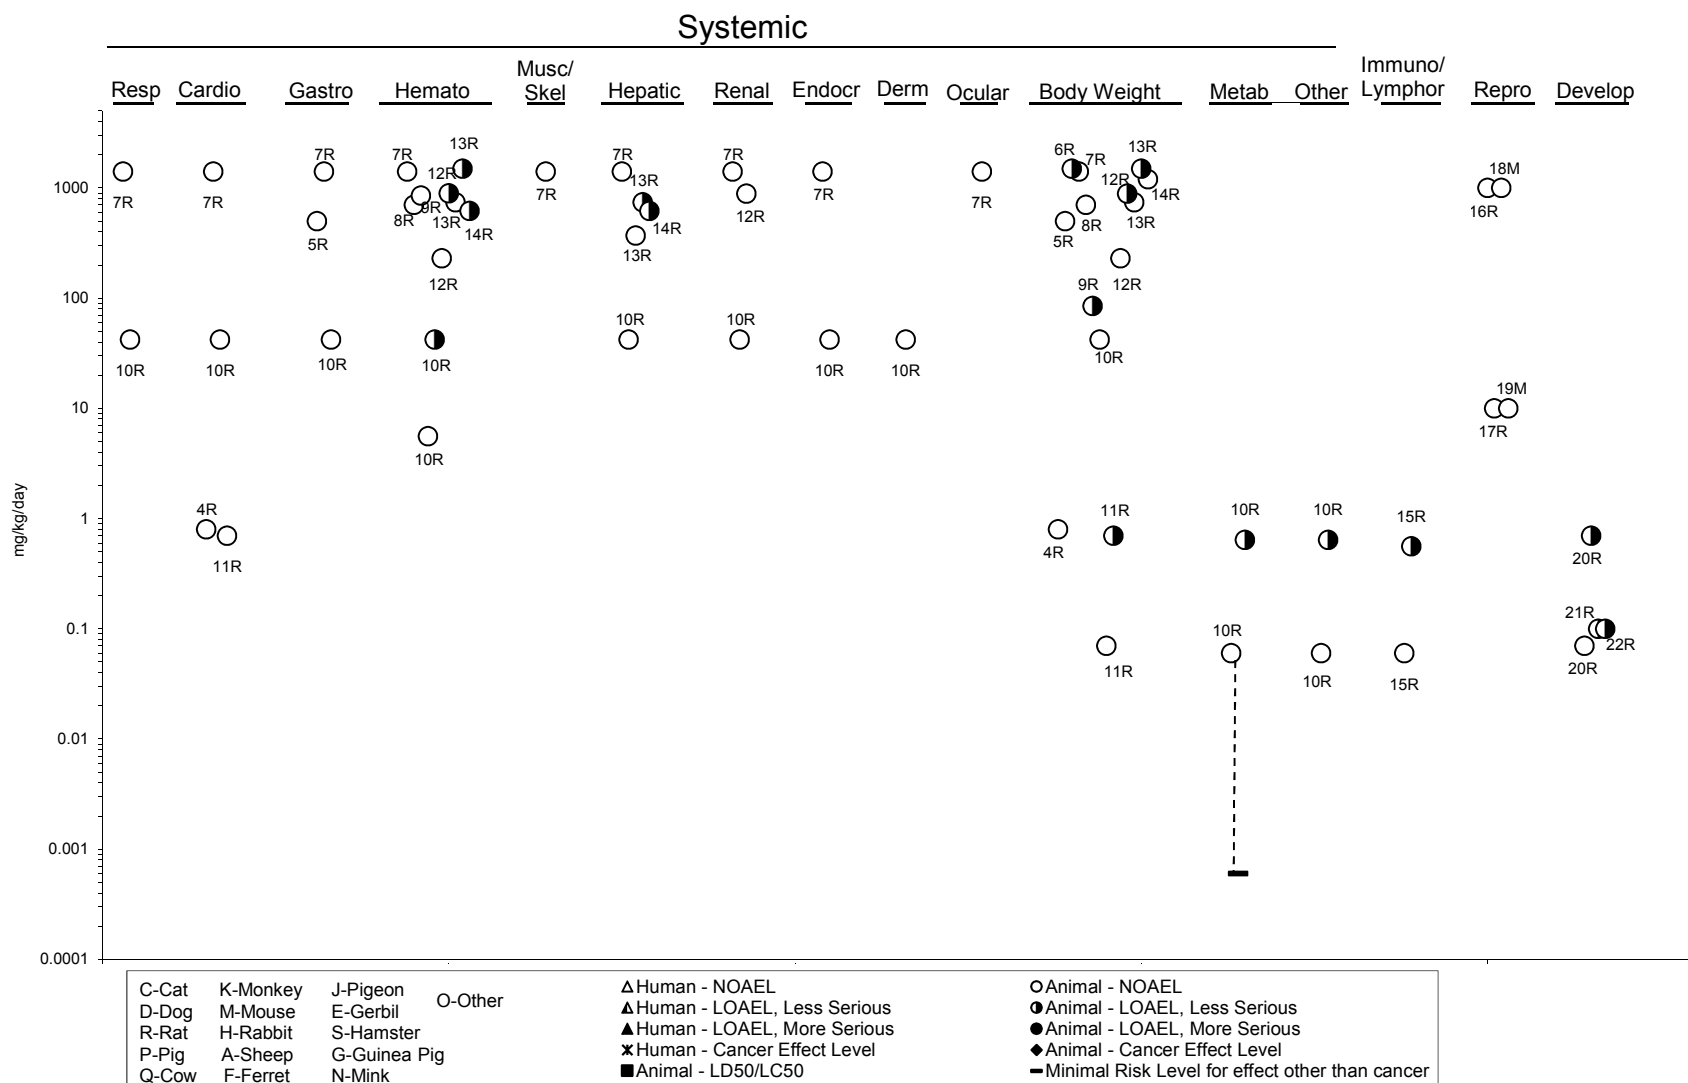 Systemic
Resp
Cardio
Gastro
Hemato
Musc/
Skel
Hepatic
Renal
Endocr
Derm
Ocular
Body Weight
Metab
Other
Immuno/
Lymphor
Repro
Develop
mg/kg/day
1000
100
10
1
0.1
0.01
0.001
0.0001
7R
10R
7R
10R
4R
11R
7R
5R
10R
7R
8R
9R
12R
13R
13R
14R
12R
10R
10R
7R
7R
13R
14R
13R
10R
7R
12R
10R
7R
10R
10R
7R
6R
7R
5R
8R
12R
13R
14R
13R
12R
9R
10R
4R
11R
11R
10R
10R
10R
10R
15R
15R
18M
16R
19M
17R
20R
21R
22R
20R
C-Cat K-Monkey J-Pigeon O-Other
D-Dog M-Mouse E-Gerbil
R-Rat H-Rabbit S-Hamster
P-Pig A-Sheep G-Guinea Pig
Q-Cow F-Ferret N-Mink
Human - NOAEL
Human - LOAEL, Less Serious
Human - LOAEL, More Serious
Human - Cancer Effect Level
Animal - LD50/LC50
Animal - NOAEL
Animal - LOAEL, Less Serious
Animal - LOAEL, More Serious
Animal - Cancer Effect Level
Minimal Risk Level for effect other than cancer